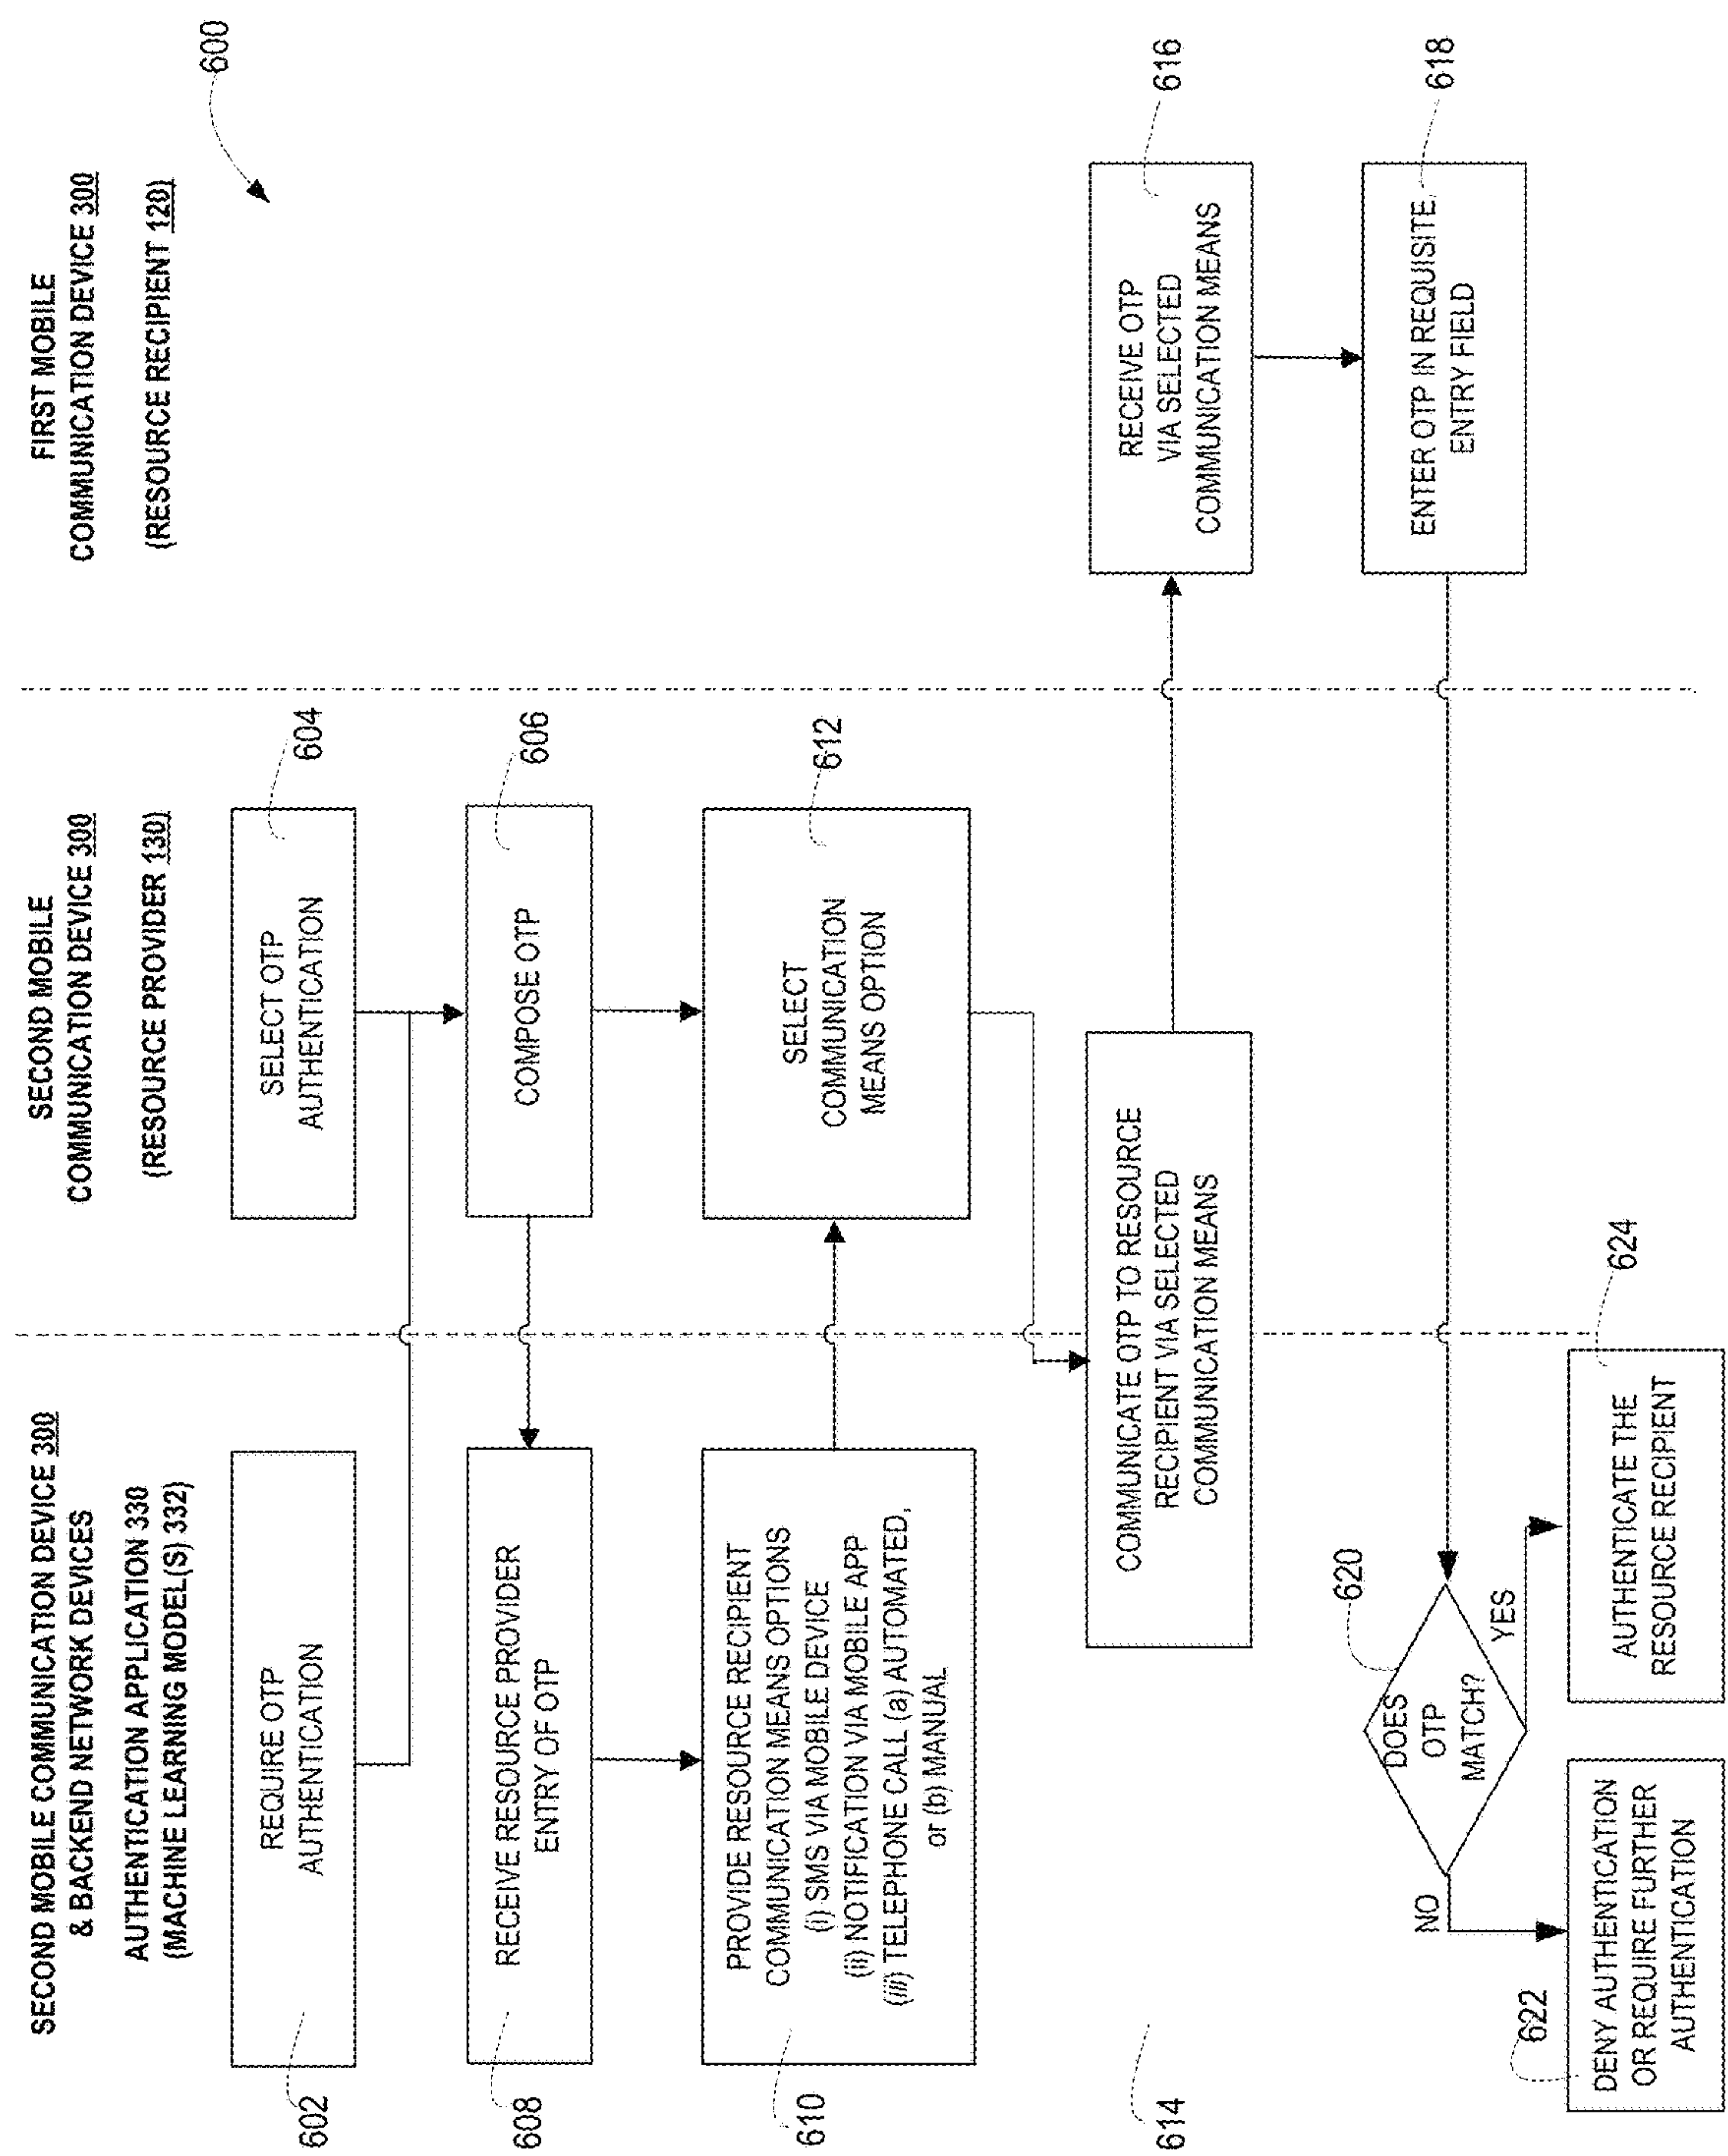 SECOND MOBILE COMMUNICATION DEVICE 300
& BACKEND NETWORK DEVICES
AUTHENTICATION APPLICATION 330
(MACHINE LEARNING MODEL(S) 332)
SECOND MOBILE
COMMUNICATION DEVICE 300
(RESOURCE PROVIDER 130)
FIRST MOBILE
COMMUNICATION DEVICE 300
(RESOURCE RECIPIENT 120)
600
602
REQUIRE OTP
AUTHENTICATION
SELECT OTP
AUTHENTICATION
604
608
RECEIVE RESOURCE PROVIDER
ENTRY OF OTP
COMPOSE OTP
606
610
PROVIDE RESOURCE RECIPIENT
COMMUNICATION MEANS OPTIONS
(i) SMS VIA MOBILE DEVICE
(ii) NOTIFICATION VIA MOBILE APP
(iii) TELEPHONE CALL (a) AUTOMATED,
or (b) MANUAL
SELECT
COMMUNICATION
MEANS OPTION
612
614
COMMUNICATE OTP TO RESOURCE
RECIPIENT VIA SELECTED
COMMUNICATION MEANS
RECEIVE OTP
VIA SELECTED
COMMUNICATION MEANS
616
ENTER OTP IN REQUISITE
ENTRY FIELD
618
620
DOES
OTP
MATCH?
NO
YES
622
DENY AUTHENTICATION
OR REQUIRE FURTHER
AUTHENTICATION
AUTHENTICATE THE
RESOURCE RECIPIENT
624